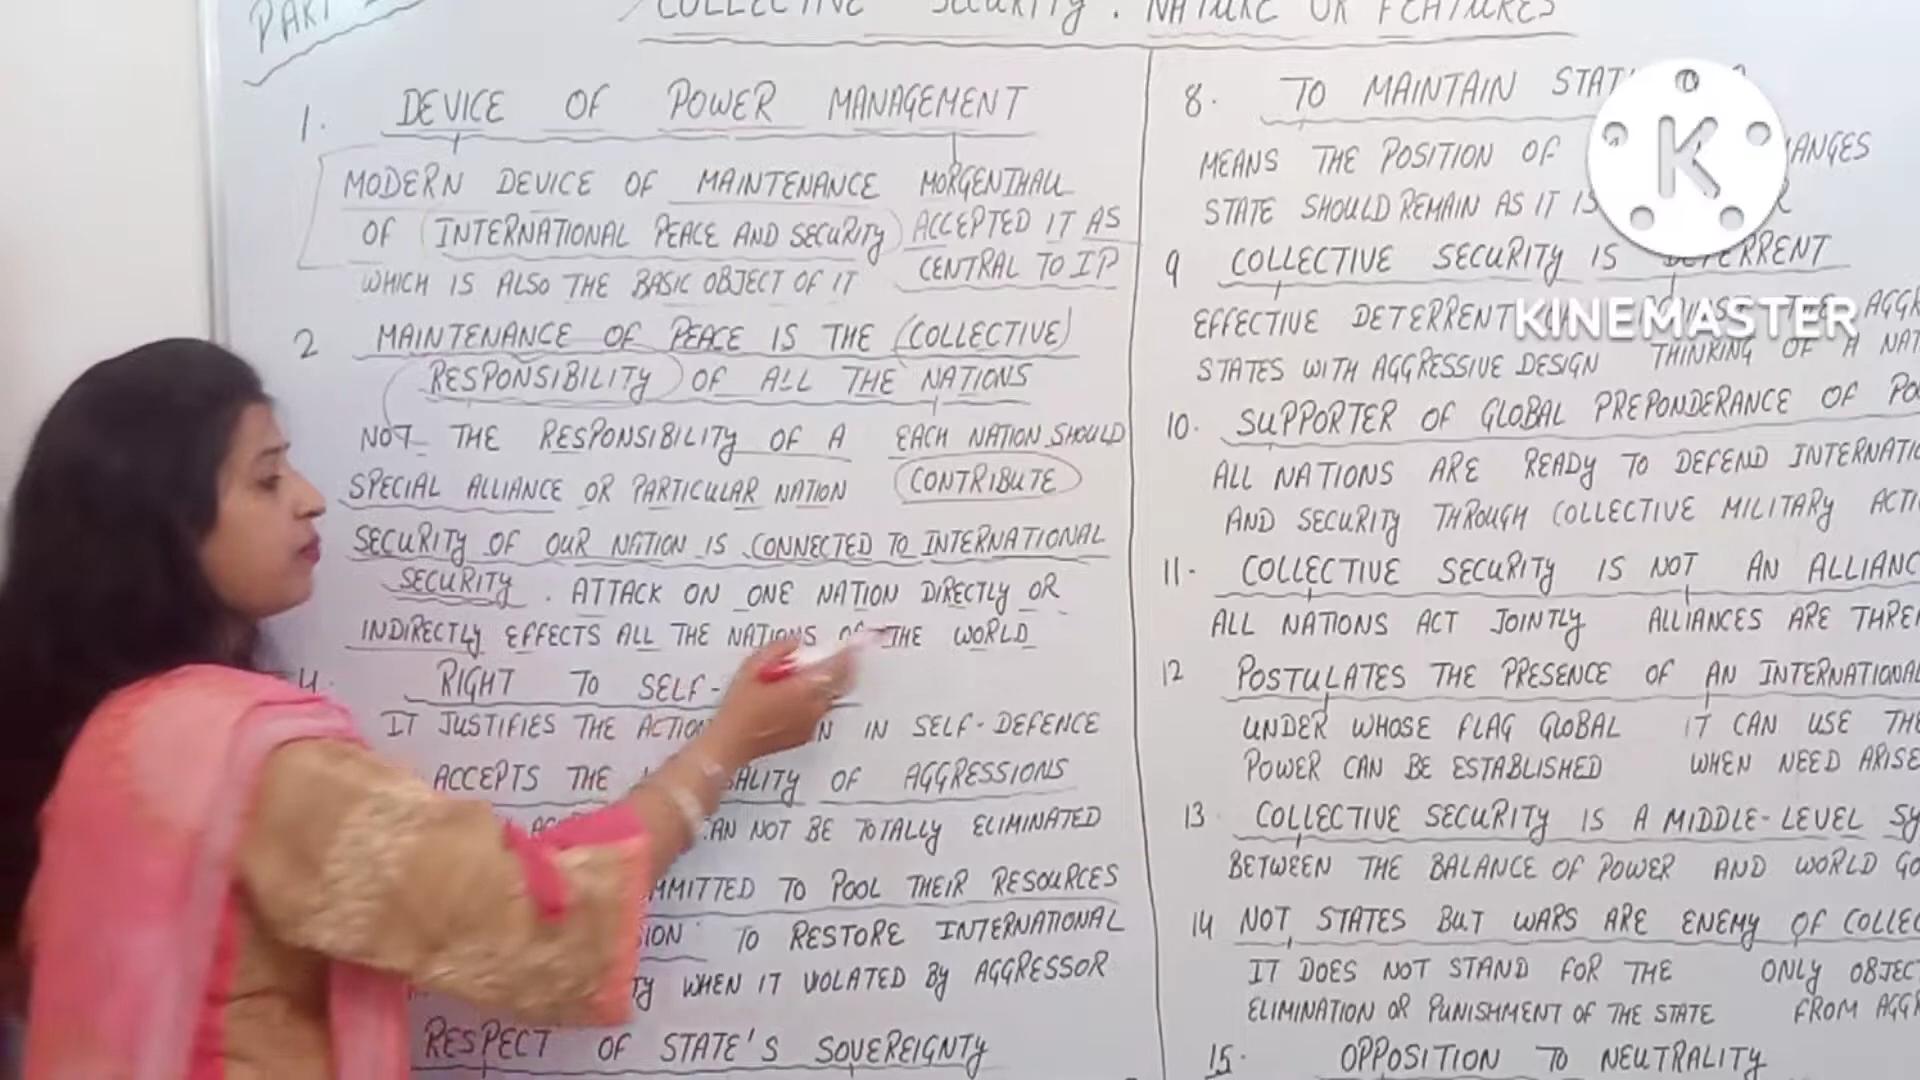 PART
COLLECTIVE SECURITY: NATURE OR FEATURES
1. DEVICE OF POWER MANAGEMENT
MODERN DEVICE OF MAINTENANCE
OF INTERNATIONAL PEACE AND SECURITY
WHICH IS ALSO THE BASIC OBJECT OF IT
MORGENTHAU
ACCEPTED IT AS
CENTRAL TO IP
2 MAINTENANCE OF PEACE IS THE (COLLECTIVE)
RESPONSIBILITY OF ALL THE NATIONS
NOT THE RESPONSIBILITY OF A
SPECIAL ALLIANCE OR PARTICULAR NATION
EACH NATION SHOULD
CONTRIBUTE
SECURITY OF OUR NATION IS CONNECTED TO INTERNATIONAL
SECURITY. ATTACK ON ONE NATION DIRECTLY OR
INDIRECTLY EFFECTS ALL THE NATIONS OF THE WORLD
4. RIGHT TO SELF-
IT JUSTIFIES THE IN SELF-DEFENCE
ACCEPTS THE OF AGGRESSIONS
CAN NOT BE TOTALLY ELIMINATED
TO POOL THEIR RESOURCES
TO RESTORE INTERNATIONAL
WHEN IT VIOLATED BY AGGRESSOR
RESPECT OF STATE'S SOVEREIGNTY
8. TO MAINTAIN
MEANS THE POSITION OF
STATE SHOULD REMAIN AS IT IS
9 COLLECTIVE SECURITY IS DETERRENT
EFFECTIVE DETERRENT
STATES WITH AGGRESSIVE DESIGN
THINKING OF A
10. SUPPORTER OF GLOBAL PREPONDERANCE OF
ALL NATIONS ARE READY TO DEFEND
AND SECURITY THROUGH COLLECTIVE MILITARY
11. COLLECTIVE SECURITY IS NOT AN
ALL NATIONS ACT JOINTLY
ALLIANCES ARE
12 POSTULATES THE PRESENCE OF AN INTERNATIONAL
UNDER WHOSE FLAG GLOBAL
POWER CAN BE ESTABLISHED
IT CAN USE
WHEN NEED
13. COLLECTIVE SECURITY IS A MIDDLE-LEVEL
BETWEEN THE BALANCE OF POWER AND WORLD
14 NOT STATES BUT WARS ARE ENEMY OF
IT DOES NOT STAND FOR THE
ELIMINATION OR PUNISHMENT OF THE STATE
ONLY
FROM
15. OPPOSITION TO NEUTRALITY
K
KINEMASTER